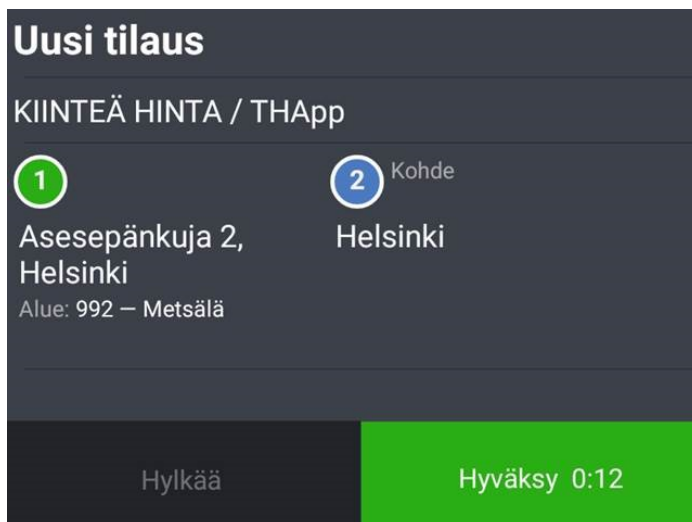 Uusi tilaus
KIINTEÄ HINTA / THApp
1
2 Kohde
Asesepänkuja 2,
Helsinki
Helsinki
Alue: 992 — Metsälä
Hylkää
Hyväksy 0:12